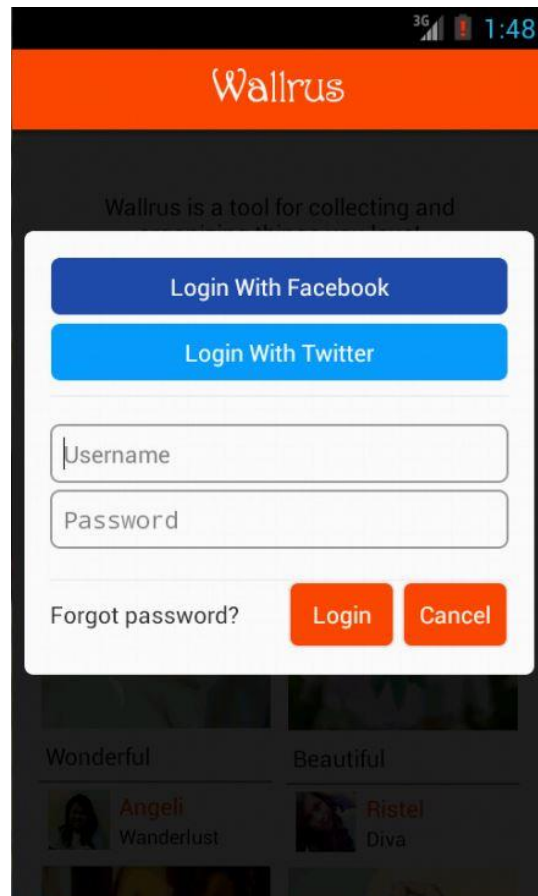 3G 1:48
Wallrus
Wallrus is a tool for collecting and
Login With Facebook
Login With Twitter
Username
Password
Forgot password? Login Cancel
Wonderful Beautiful
Angeli Ristel
Wanderlust Diva